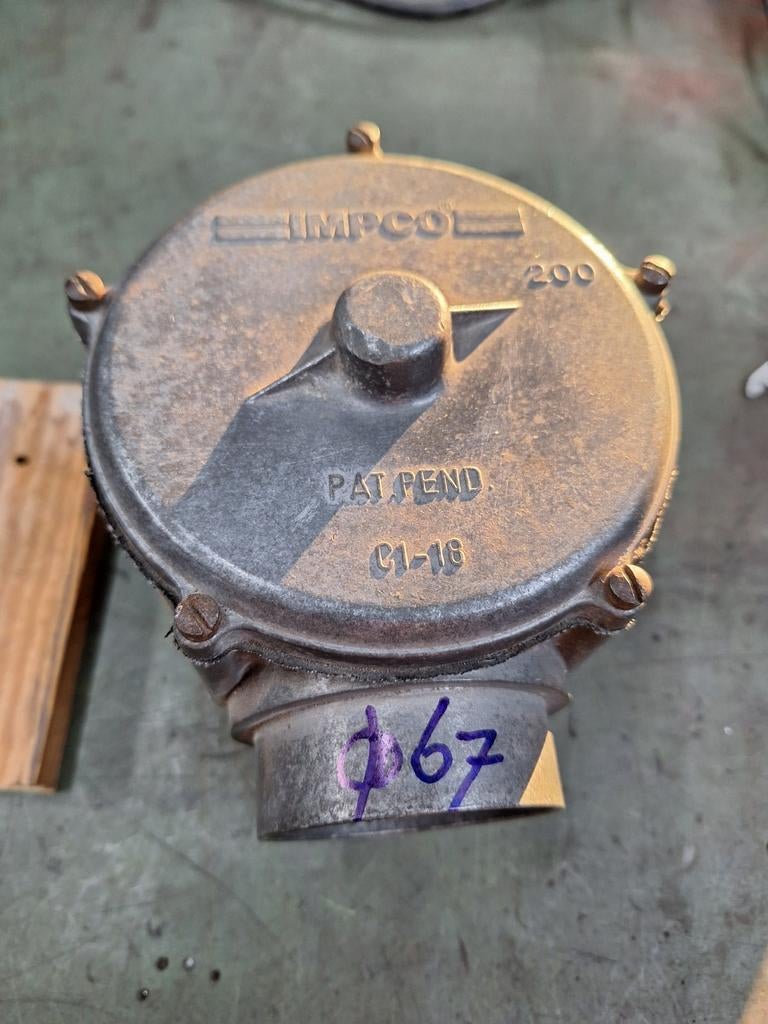 IMPCO
200
PAT. PEND.
C1-18
ϕ67